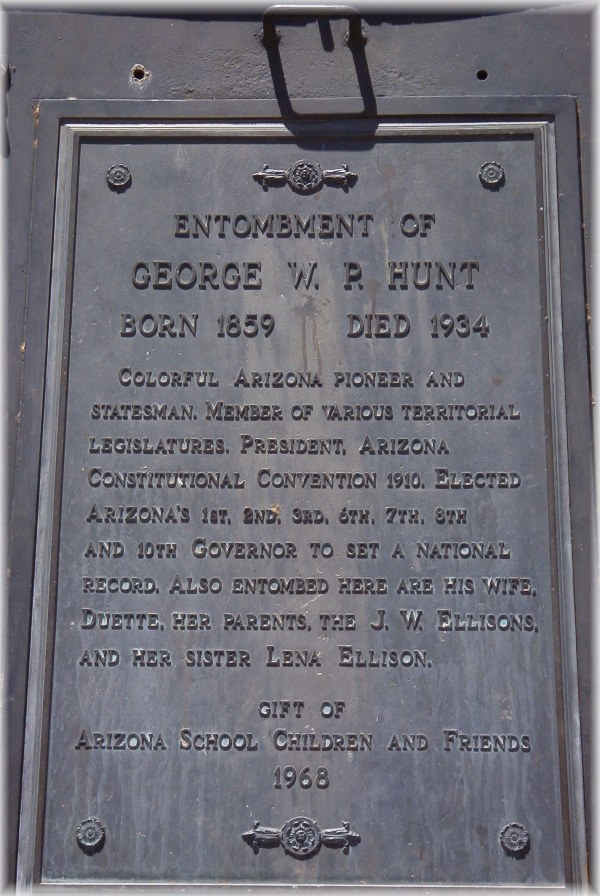 ENTOMBMENT OF
GEORGE W. P. HUNT
BORN 1859 DIED 1934
COLORFUL ARIZONA PIONEER AND
STATESMAN. MEMBER OF VARIOUS TERRITORIAL
LEGISLATURES. PRESIDENT, ARIZONA
CONSTITUTIONAL CONVENTION 1910. ELECTED
ARIZONA'S 1ST, 2ND, 3RD, 6TH, 7TH, 8TH
AND 10TH GOVERNOR TO SET A NATIONAL
RECORD. ALSO ENTOMBED HERE ARE HIS WIFE,
DUETTE, HER PARENTS, THE J. W. ELLISONS,
AND HER SISTER LENA ELLISON.
GIFT OF
ARIZONA SCHOOL CHILDREN AND FRIENDS
1968